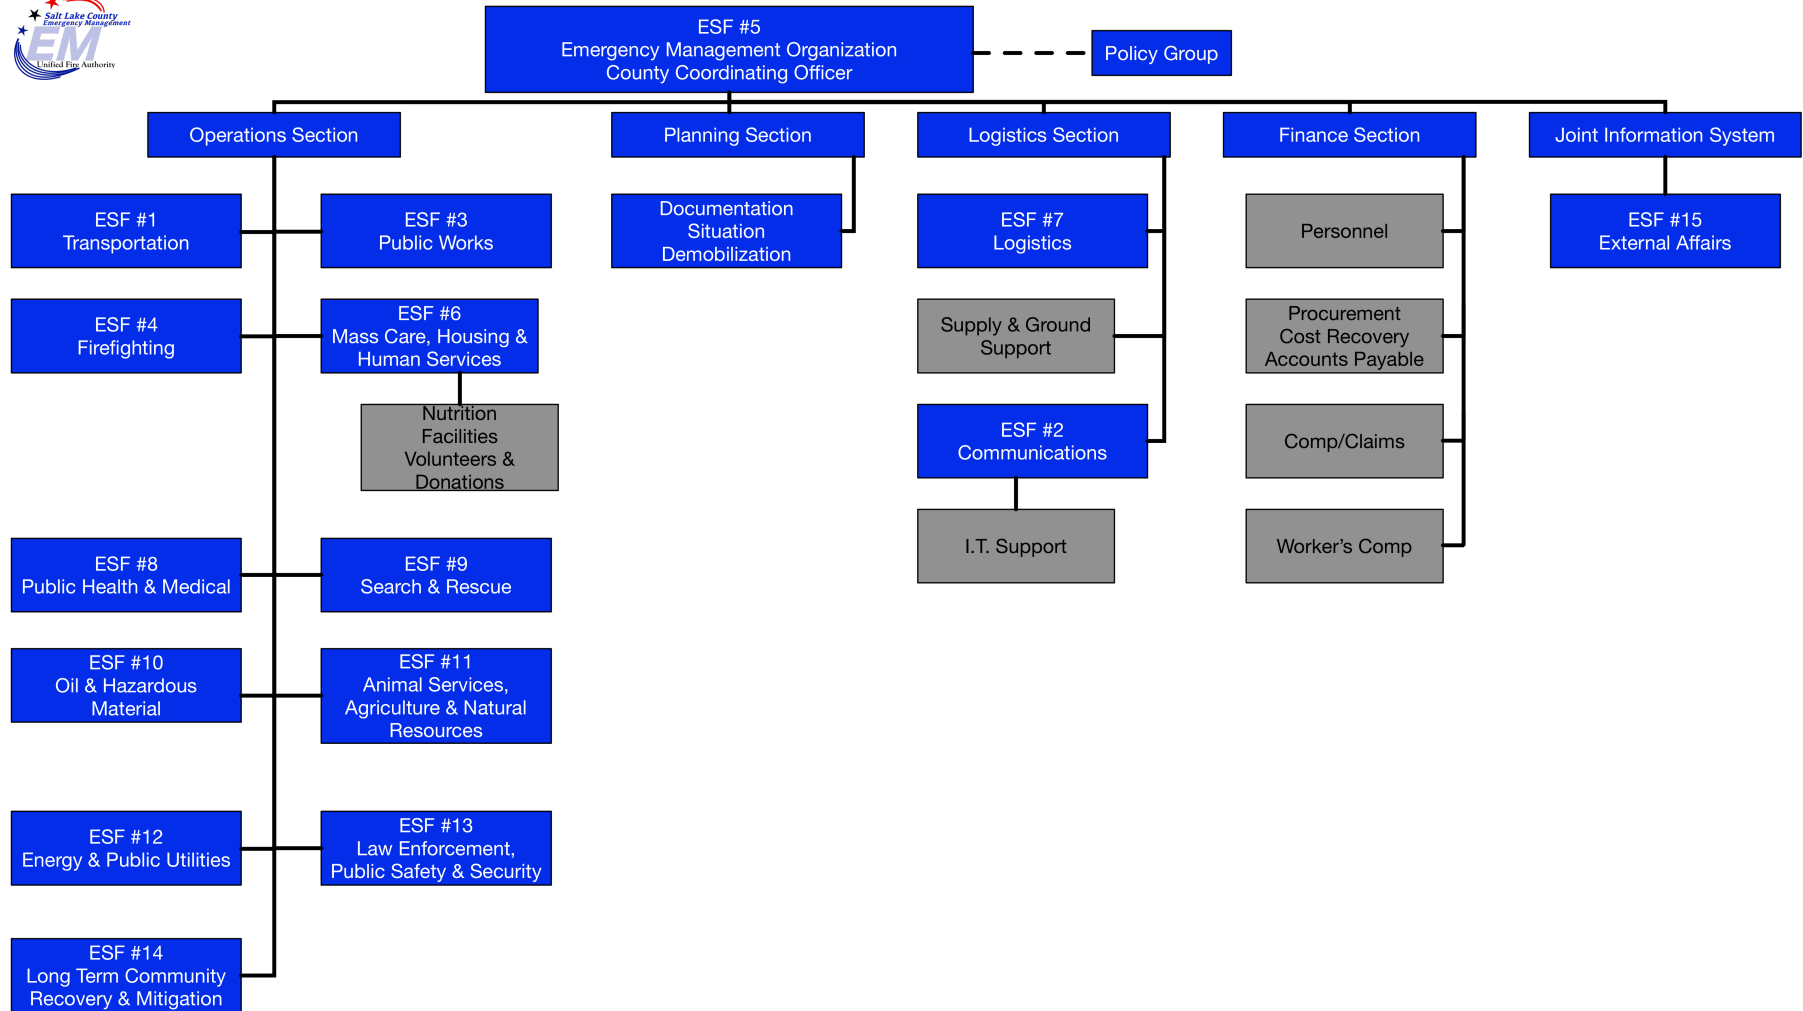 Salt Lake County
Emergency Management
EM
Unified Fire Authority
ESF #5
Emergency Management Organization
County Coordinating Officer
Policy Group
Operations Section
Planning Section
Logistics Section
Finance Section
Joint Information System
ESF #1
Transportation
ESF #3
Public Works
Documentation
Situation
Demobilization
ESF #7
Logistics
Personnel
ESF #15
External Affairs
ESF #4
Firefighting
ESF #6
Mass Care, Housing &
Human Services
Supply & Ground
Support
Procurement
Cost Recovery
Accounts Payable
Nutrition
Facilities
Volunteers &
Donations
ESF #2
Communications
Comp/Claims
I.T. Support
Worker’s Comp
ESF #8
Public Health & Medical
ESF #9
Search & Rescue
ESF #10
Oil & Hazardous
Material
ESF #11
Animal Services,
Agriculture & Natural
Resources
ESF #12
Energy & Public Utilities
ESF #13
Law Enforcement,
Public Safety & Security
ESF #14
Long Term Community
Recovery & Mitigation